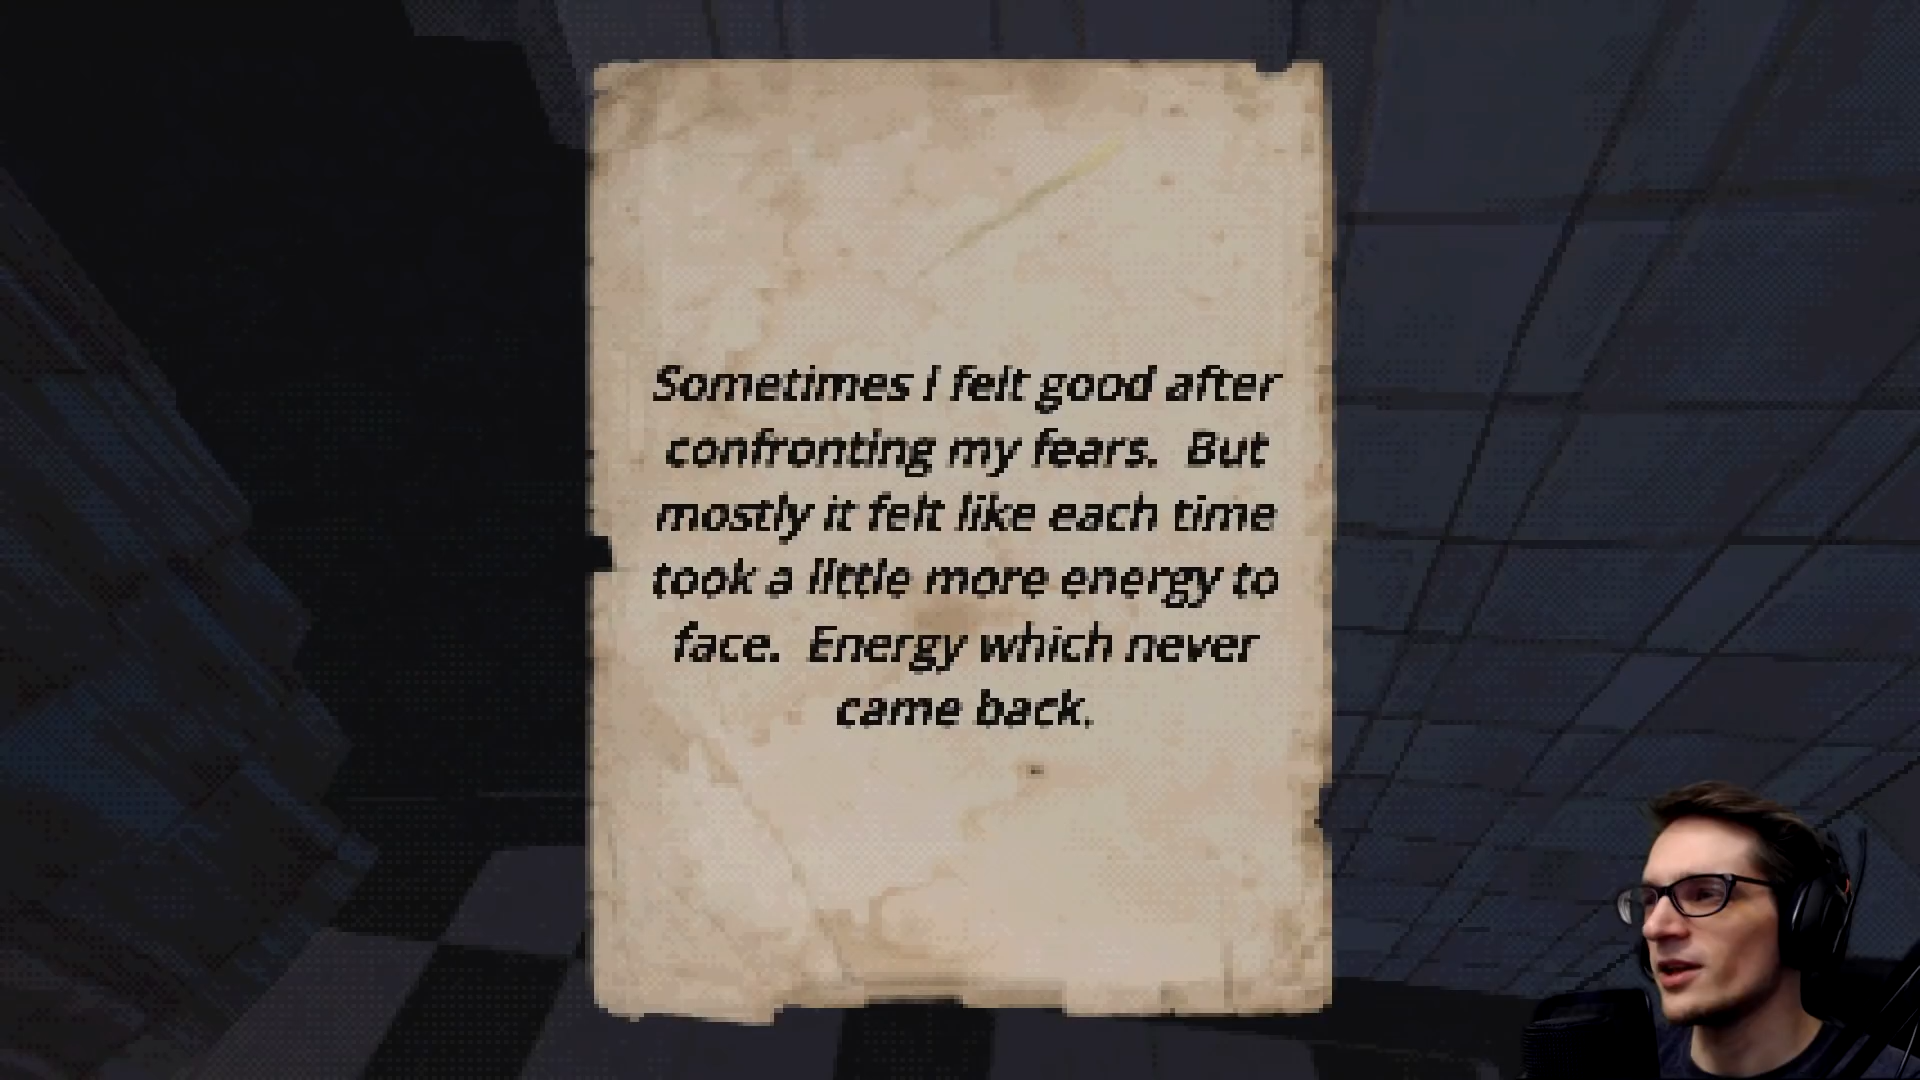 Sometimes I felt good after
confronting my fears.  But
mostly it felt like each time
took a little more energy to
face.  Energy which never
came back.